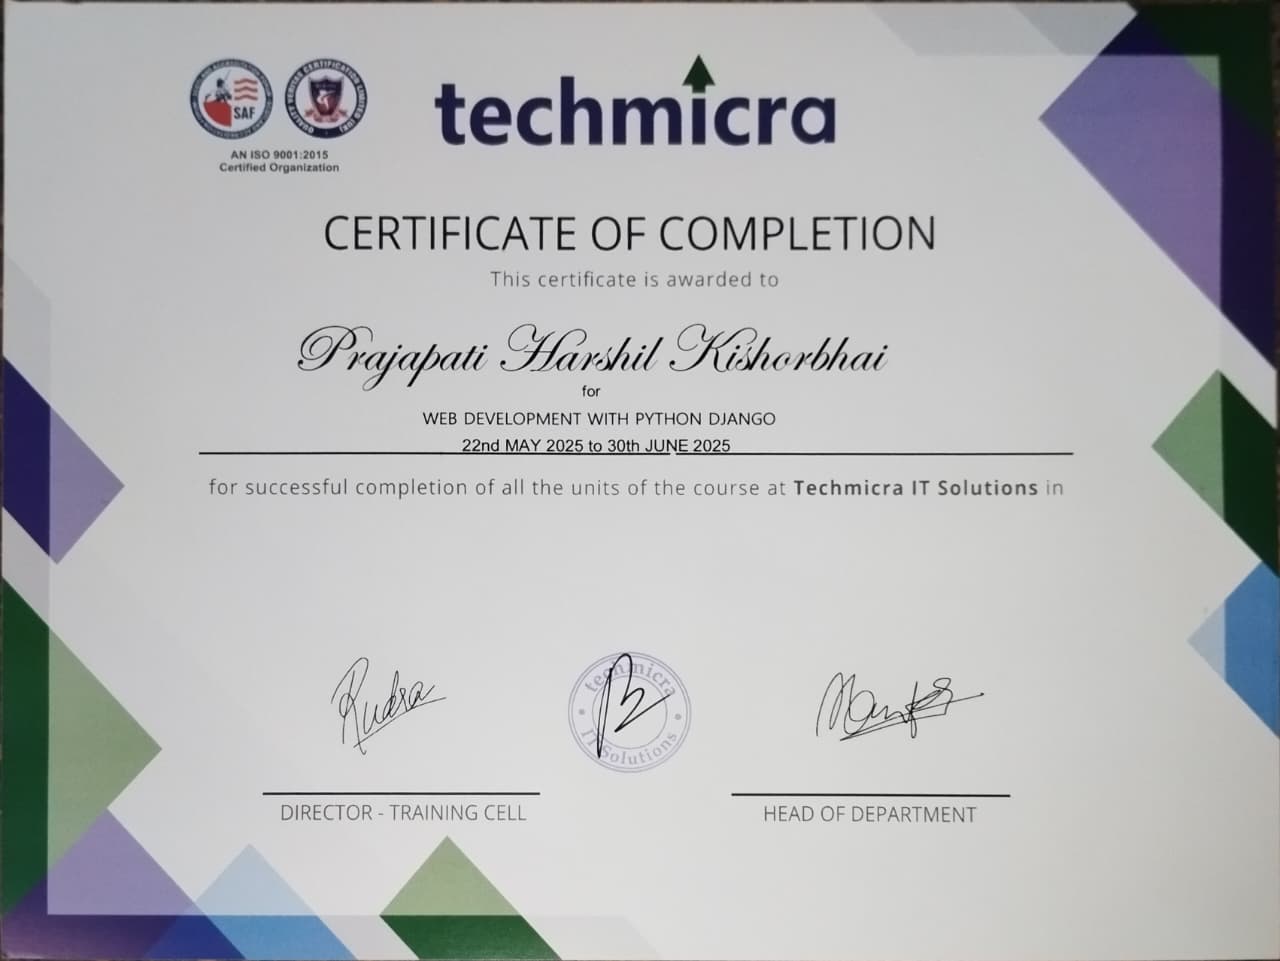 SAF
QUALITY VERITAS CERTIFICATION LIMITED (UK)
AN ISO 9001:2015
Certified Organization
techmicra
CERTIFICATE OF COMPLETION
This certificate is awarded to
Prajapati Harshil Kishorbhai
for
WEB DEVELOPMENT WITH PYTHON DJANGO
22nd MAY 2025 to 30th JUNE 2025
for successful completion of all the units of the course at Techmicra IT Solutions in
Rudra
techmicra
IT Solutions
DIRECTOR - TRAINING CELL
HEAD OF DEPARTMENT